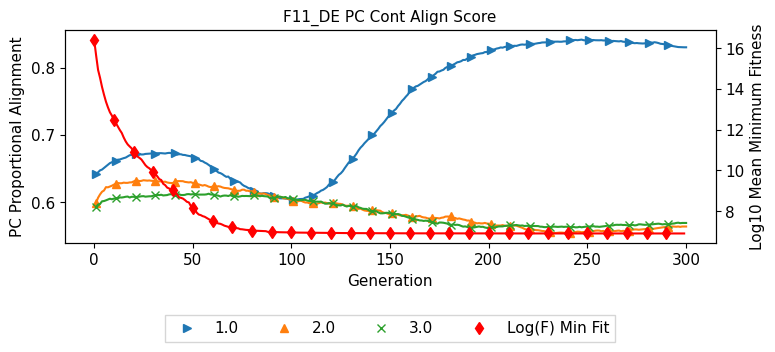 F11_DE PC Cont Align Score
PC Proportional Alignment
0.8
0.7
0.6
16
14
12
10
8
Log10 Mean Minimum Fitness
0 50 100 150 200 250 300
Generation
1.0 2.0 3.0 Log(F) Min Fit